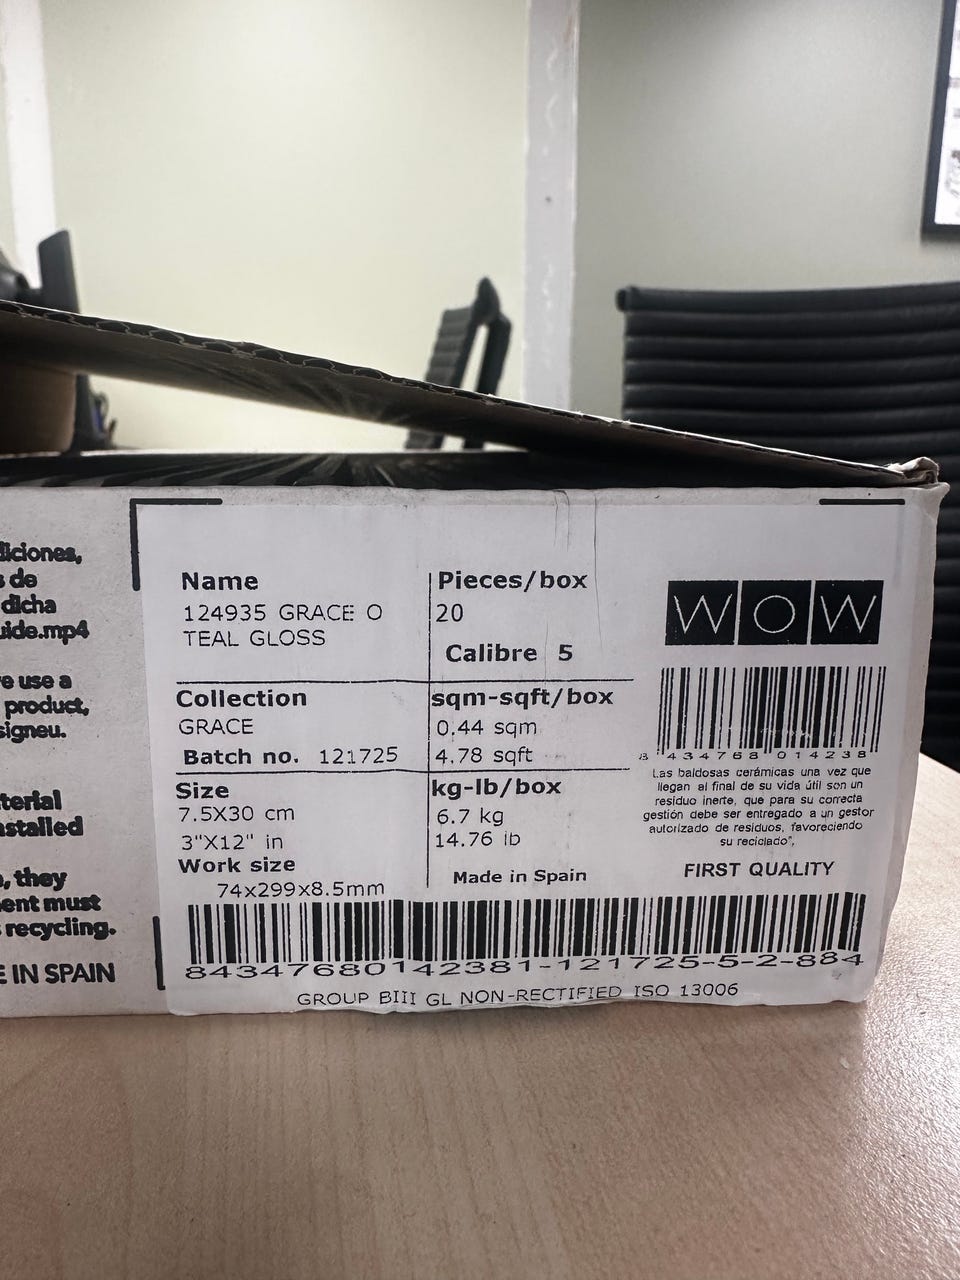 diciones,
s de
dicha
uide.mp4
re use a
product,
signeu.
terial
nstalled
o, they
ent must
recycling.
E IN SPAIN
Name
124935 GRACE O
TEAL GLOSS
Pieces/box
20
Calibre 5
Collection
GRACE
Batch no. 121725
sqm-sqft/box
0.44 sqm
4.78 sqft
Size
7.5X30 cm
3"X12" in
Work size
74x299x8.5mm
kg-lb/box
6.7 kg
14.76 lb
Made in Spain
WOW
8 434768 014238
Las baldosas cerámicas una vez que
llegan al final de su vida útil son un
residuo inerte, que para su correcta
gestión debe ser entregado a un gestor
autorizado de residuos, favoreciendo
su reciclado",
FIRST QUALITY
84347680142381-121725-5-2-884
GROUP BIII GL NON-RECTIFIED ISO 13006